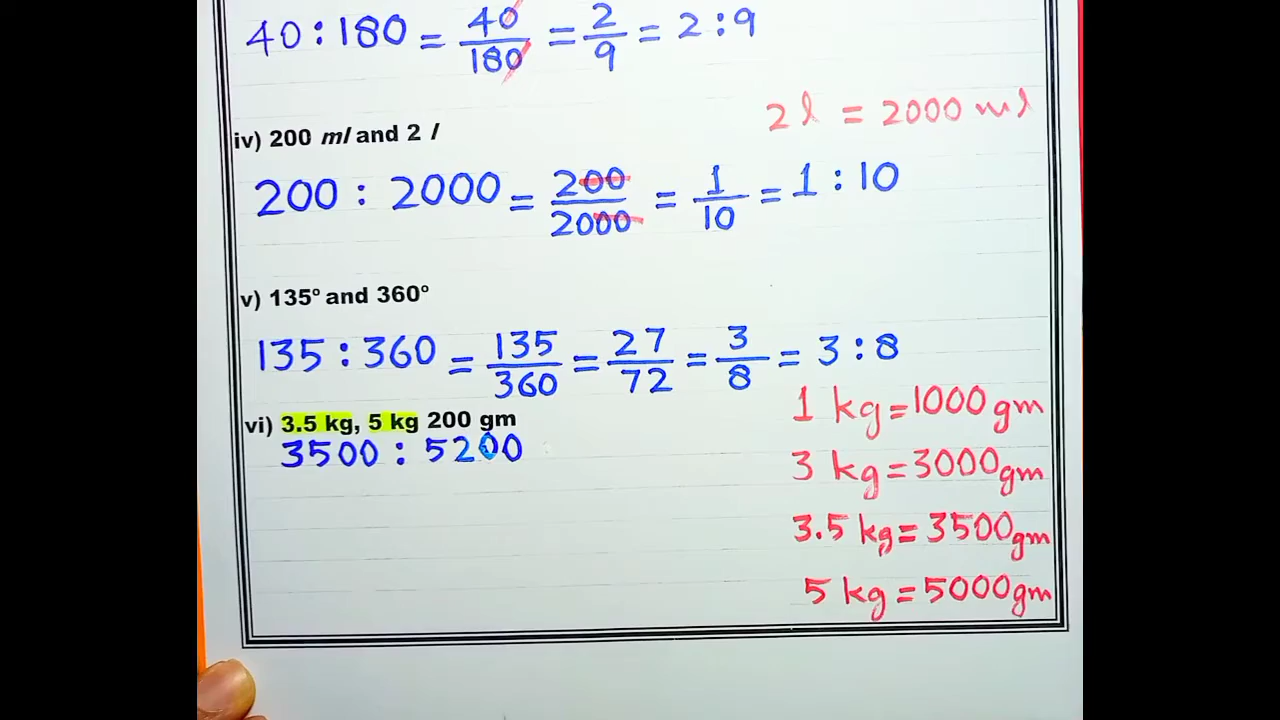 40 : 180 = 40/180 = 2/9 = 2 : 9
2 l = 2000 ml
iv) 200 ml and 2 l
200 : 2000 = 200/2000 = 1/10 = 1 : 10
v) 135° and 360°
135 : 360 = 135/360 = 27/72 = 3/8 = 3 : 8
1 kg = 1000 gm
vi) 3.5 kg, 5 kg 200 gm
3500 : 5200
3 kg = 3000 gm
3.5 kg = 3500 gm
5 kg = 5000 gm